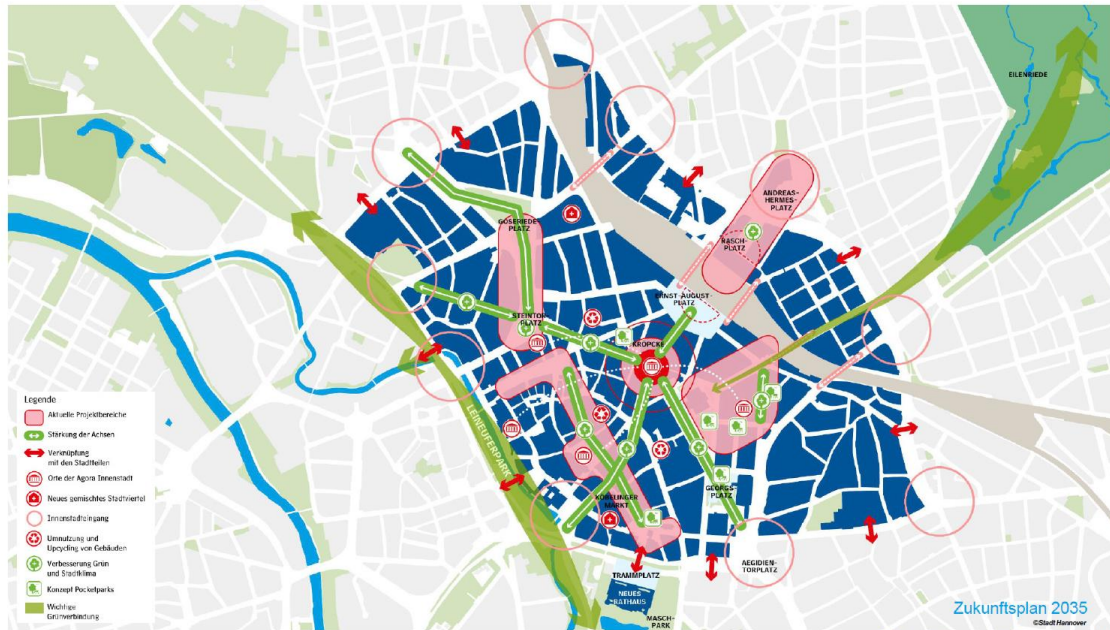 EILENRIEDE
ANDREAS-
HERMES-
PLATZ
GOSERIEDE-
PLATZ
RASCH-
PLATZ
ERNST-AUGUST-
PLATZ
STEINTOR-
PLATZ
KRÖPCKE
LEINEUFERPARK
KÖBELINGER
MARKT
GEORGS-
PLATZ
AEGIDIEN-
TORPLATZ
TRAMMPLATZ
NEUES
RATHAUS
MASCH-
PARK
Legende
Aktuelle Projektbereiche
Stärkung der Achsen
Verknüpfung
mit den Stadtteilen
Orte der Agora Innenstadt
Neues gemischtes Stadtviertel
Innenstadteingang
Umnutzung und
Upcycling von Gebäuden
Verbesserung Grün
und Stadtklima
Konzept Pocketparks
Wichtige
Grünverbindung
Zukunftsplan 2035
©Stadt Hannover